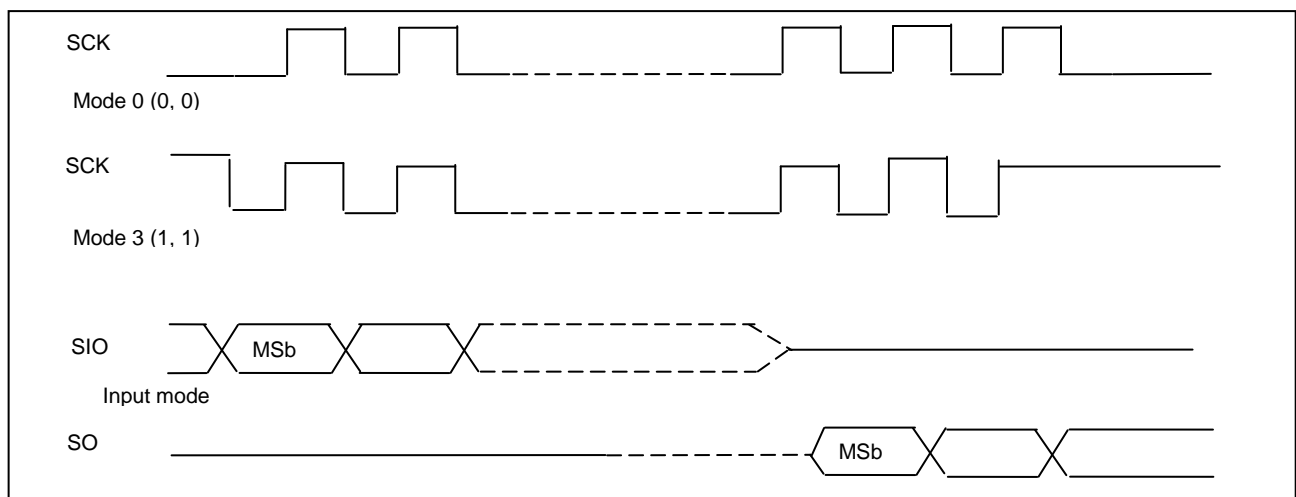 SCK
Mode 0 (0, 0)
SCK
Mode 3 (1, 1)
SIO
MSb
Input mode
SO
MSb